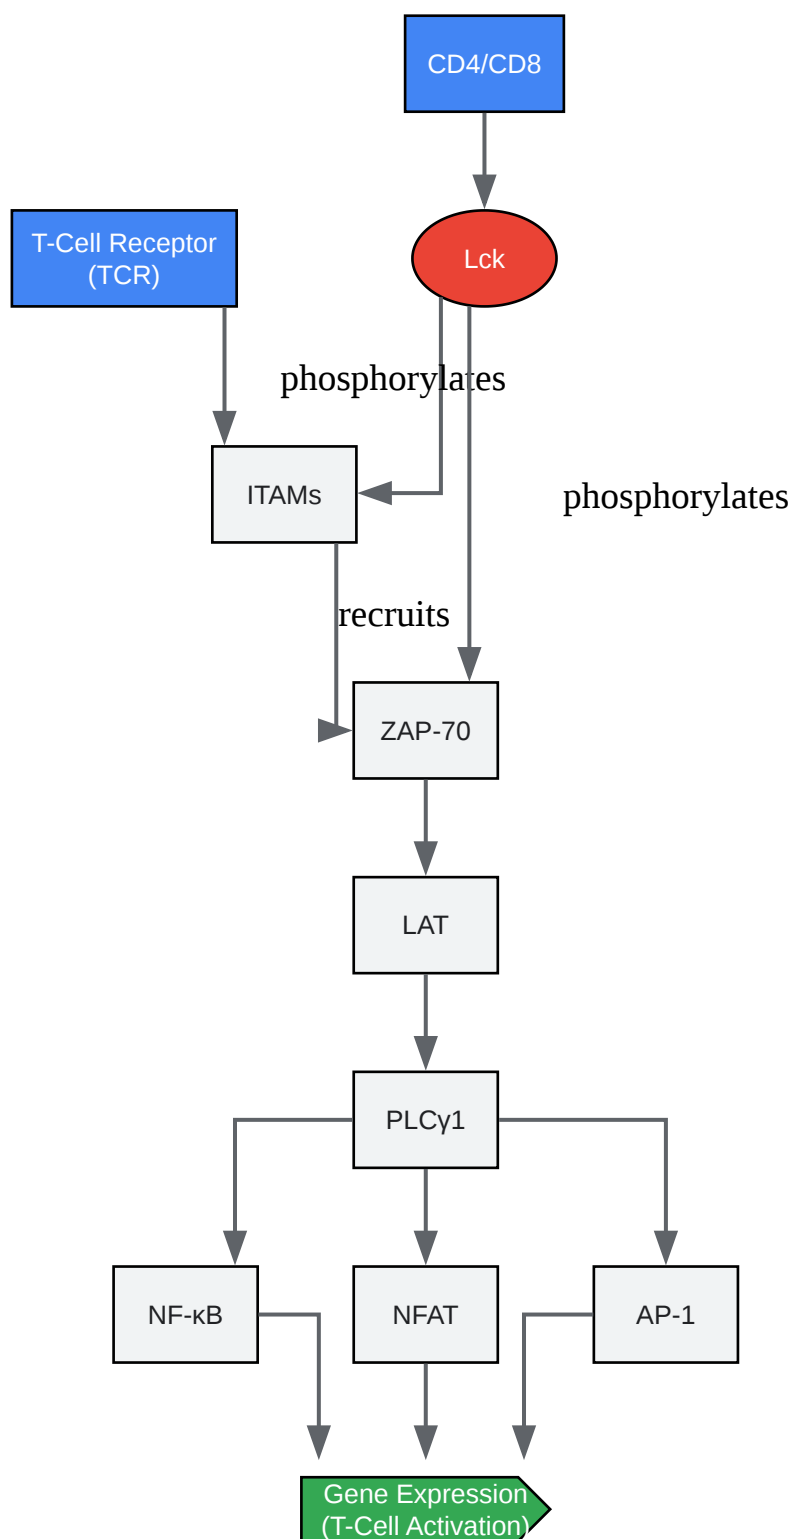 CD4/CD8
T-Cell Receptor
(TCR)
Lck
phosphorylates
ITAMs
phosphorylates
recruits
ZAP-70
LAT
PLCγ1
NF-κB
NFAT
AP-1
Gene Expression
(T-Cell Activation)